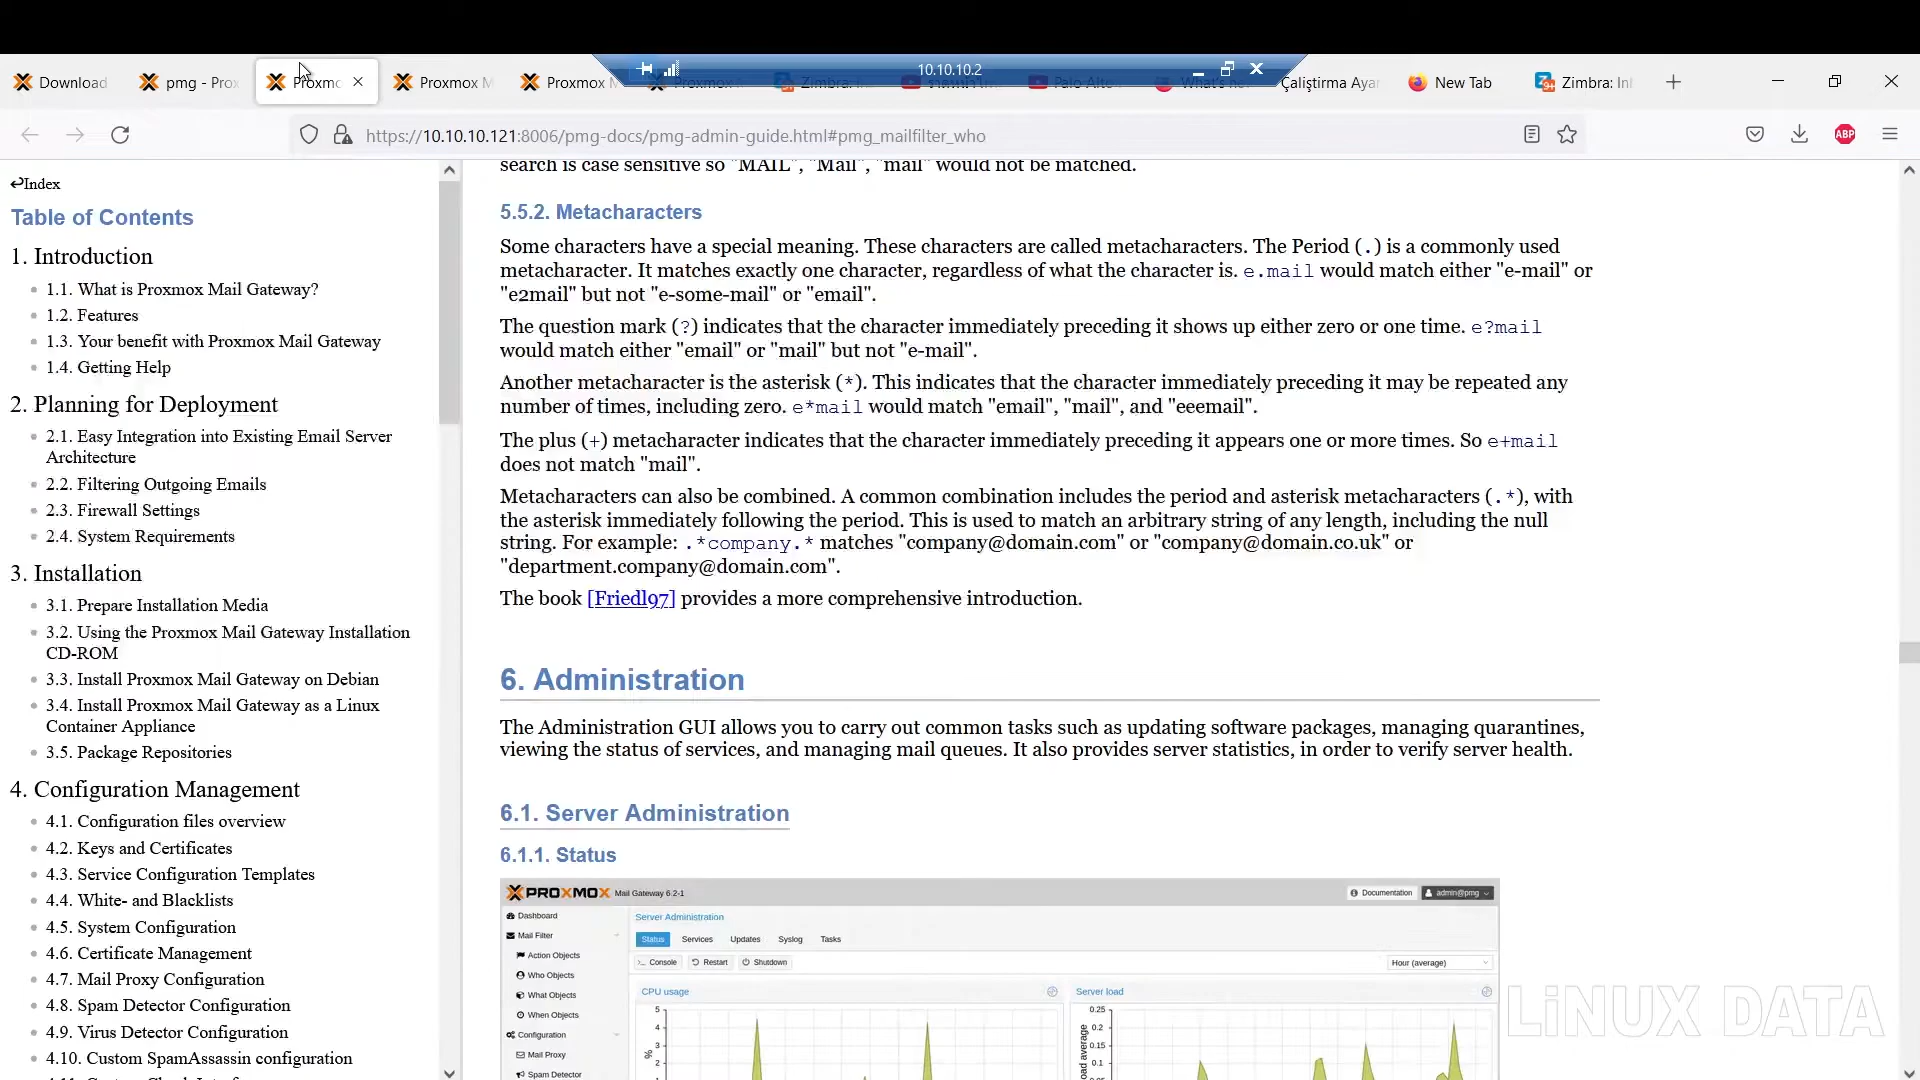 10.10.10.2
Download
pmg - Prox
Proxmo
Proxmox M
Proxmox M
Proxmox
Zimbra: I
Palo Alto
What's ne
Çaliştirma Ayar
New Tab
Zimbra: Inl
https://10.10.10.121:8006/pmg-docs/pmg-admin-guide.html#pmg_mailfilter_who
ABP
Index
Table of Contents
1. Introduction
1.1. What is Proxmox Mail Gateway?
1.2. Features
1.3. Your benefit with Proxmox Mail Gateway
1.4. Getting Help
2. Planning for Deployment
2.1. Easy Integration into Existing Email Server
Architecture
2.2. Filtering Outgoing Emails
2.3. Firewall Settings
2.4. System Requirements
3. Installation
3.1. Prepare Installation Media
3.2. Using the Proxmox Mail Gateway Installation
CD-ROM
3.3. Install Proxmox Mail Gateway on Debian
3.4. Install Proxmox Mail Gateway as a Linux
Container Appliance
3.5. Package Repositories
4. Configuration Management
4.1. Configuration files overview
4.2. Keys and Certificates
4.3. Service Configuration Templates
4.4. White- and Blacklists
4.5. System Configuration
4.6. Certificate Management
4.7. Mail Proxy Configuration
4.8. Spam Detector Configuration
4.9. Virus Detector Configuration
4.10. Custom SpamAssassin configuration
search is case sensitive so "MAIL", "Mail", "mail" would not be matched.
5.5.2. Metacharacters
Some characters have a special meaning. These characters are called metacharacters. The Period (.) is a commonly used
metacharacter. It matches exactly one character, regardless of what the character is. e.mail would match either "e-mail" or
"e2mail" but not "e-some-mail" or "email".
The question mark (?) indicates that the character immediately preceding it shows up either zero or one time. e?mail
would match either "email" or "mail" but not "e-mail".
Another metacharacter is the asterisk (*). This indicates that the character immediately preceding it may be repeated any
number of times, including zero. e*mail would match "email", "mail", and "eeemail".
The plus (+) metacharacter indicates that the character immediately preceding it appears one or more times. So e+mail
does not match "mail".
Metacharacters can also be combined. A common combination includes the period and asterisk metacharacters (.*), with
the asterisk immediately following the period. This is used to match an arbitrary string of any length, including the null
string. For example: .*company.* matches "company@domain.com" or "company@domain.co.uk" or
"department.company@domain.com".
The book [Friedl97] provides a more comprehensive introduction.
6. Administration
The Administration GUI allows you to carry out common tasks such as updating software packages, managing quarantines,
viewing the status of services, and managing mail queues. It also provides server statistics, in order to verify server health.
6.1. Server Administration
6.1.1. Status
PROXMOX Mail Gateway 6.2-1
Documentation
admin@pmg
Dashboard
Mail Filter
Action Objects
Who Objects
What Objects
When Objects
Configuration
Mail Proxy
Spam Detector
Server Administration
Status Services Updates Syslog Tasks
Console Restart Shutdown
Hour (average)
CPU usage
5
4
3
2
%
Server load
0.25
0.2
0.15
0.1
oad average
LiNUX DATA